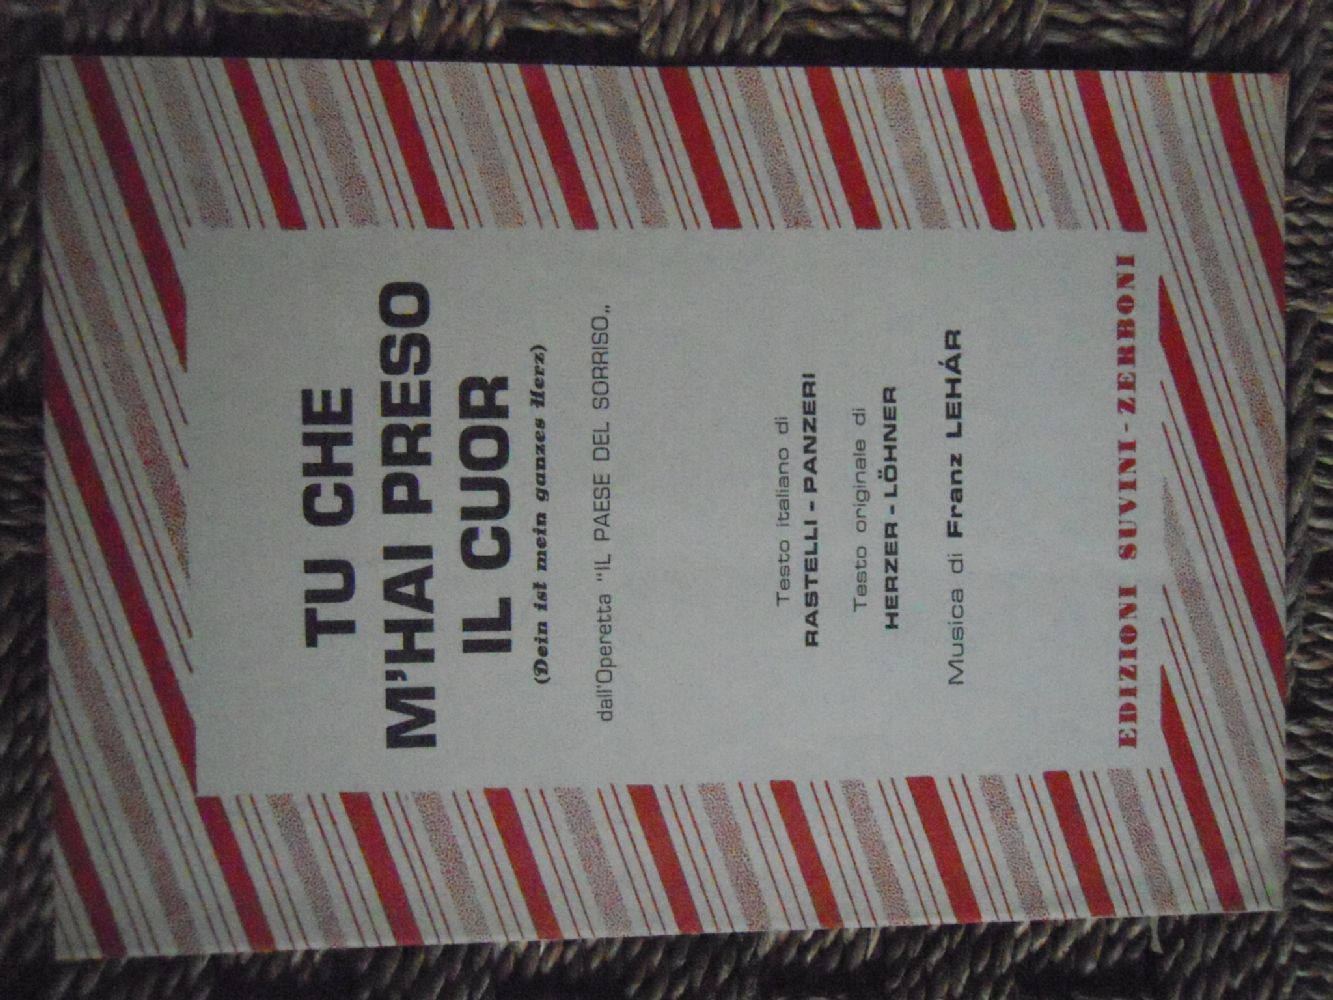 TU CHE
M'HAI PRESO
IL CUOR
(Dein ist mein ganzes Herz)
dall'Operetta "IL PAESE DEL SORRISO„
Testo italiano di
RASTELLI - PANZERI
Testo originale di
HERZER - LÖHNER
Musica di Franz LEHÁR
EDIZIONI SUVINI - ZERBONI